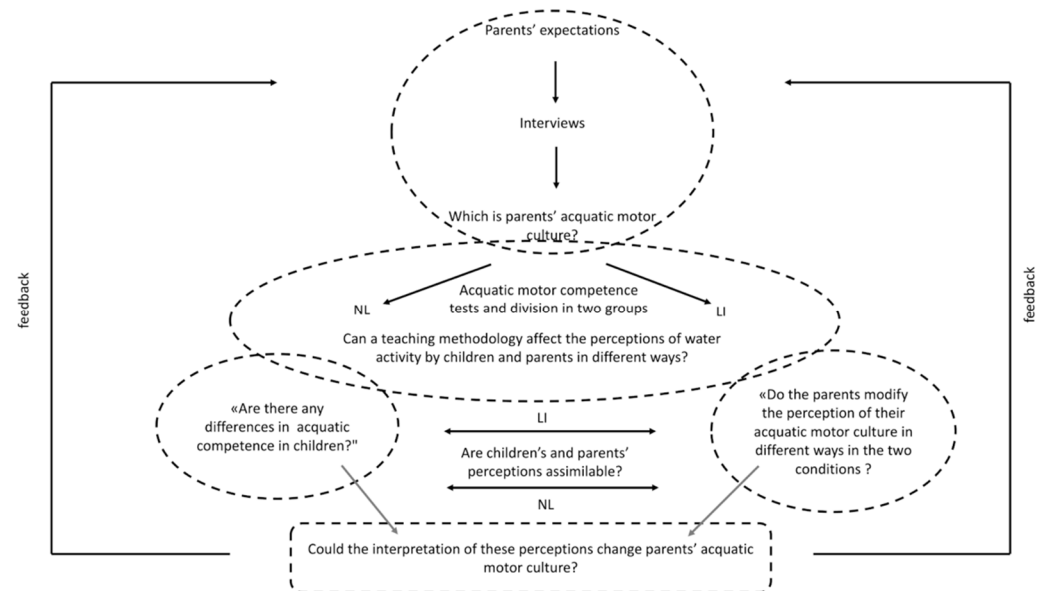 Parents' expectations
Interviews
Which is parents' acquatic motor
culture?
NL
Acquatic motor competence
tests and division in two groups
LI
Can a teaching methodology affect the perceptions of water
activity by children and parents in different ways?
feedback
feedback
«Are there any
differences in acquatic
competence in children?"
LI
Are children's and parents'
perceptions assimilable?
NL
«Do the parents modify
the perception of their
acquatic motor culture in
different ways in the two
conditions ?
Could the interpretation of these perceptions change parents' acquatic
motor culture?